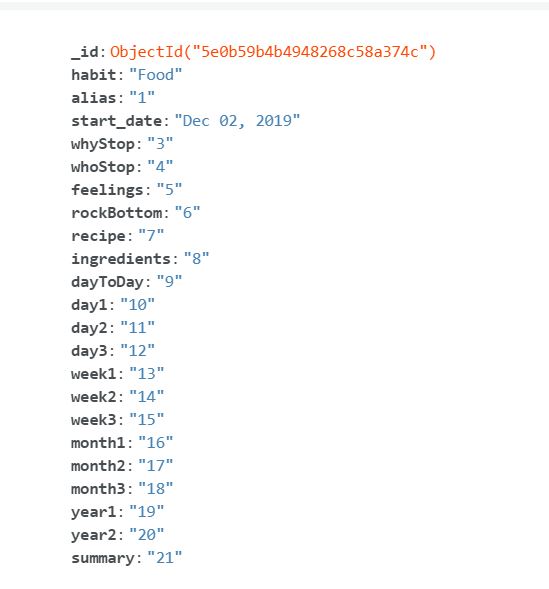 _id: ObjectId("5e0b59b4b4948268c58a374c")
habit: "Food"
alias: "1"
start_date: "Dec 02, 2019"
whyStop: "3"
whoStop: "4"
feelings: "5"
rockBottom: "6"
recipe: "7"
ingredients: "8"
dayToDay: "9"
day1: "10"
day2: "11"
day3: "12"
week1: "13"
week2: "14"
week3: "15"
month1: "16"
month2: "17"
month3: "18"
year1: "19"
year2: "20"
summary: "21"